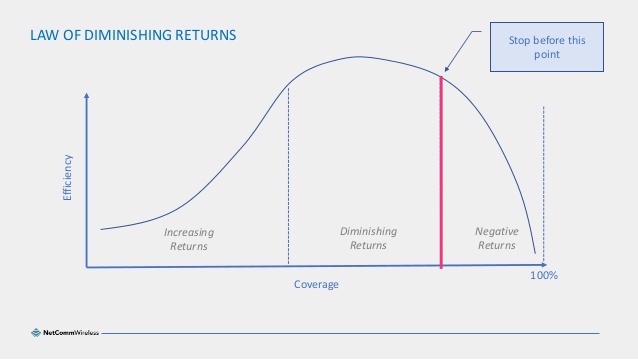 LAW OF DIMINISHING RETURNS
Stop before this
point
Efficiency
Increasing
Returns
Diminishing
Returns
Negative
Returns
100%
Coverage
NetCommWireless